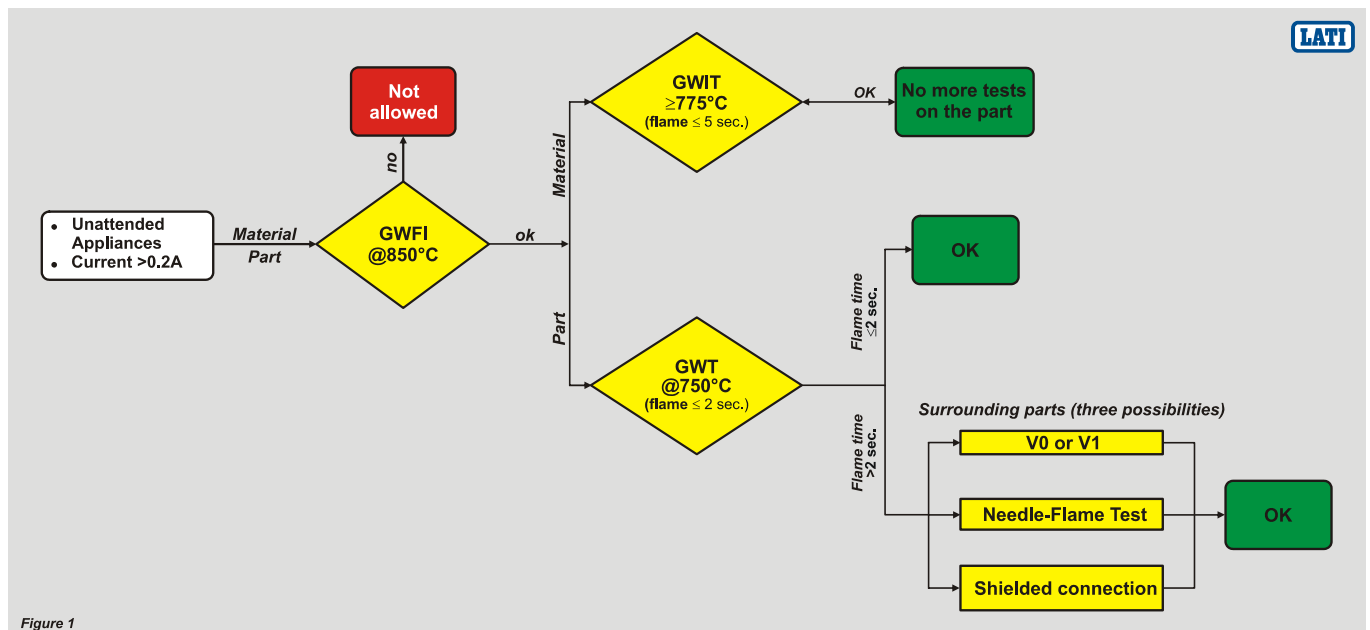 LATI
Not
allowed
GWIT
≥775°C
(flame ≤ 5 sec.)
OK
No more tests
on the part
no
Material
• Unattended
Appliances
• Current >0.2A
Material
Part
GWFI
@850°C
ok
OK
Part
Flame time
≤2 sec.
GWT
@750°C
(flame ≤ 2 sec.)
Surrounding parts (three possibilities)
Flame time
>2 sec.
V0 or V1
Needle-Flame Test
OK
Shielded connection
Figure 1